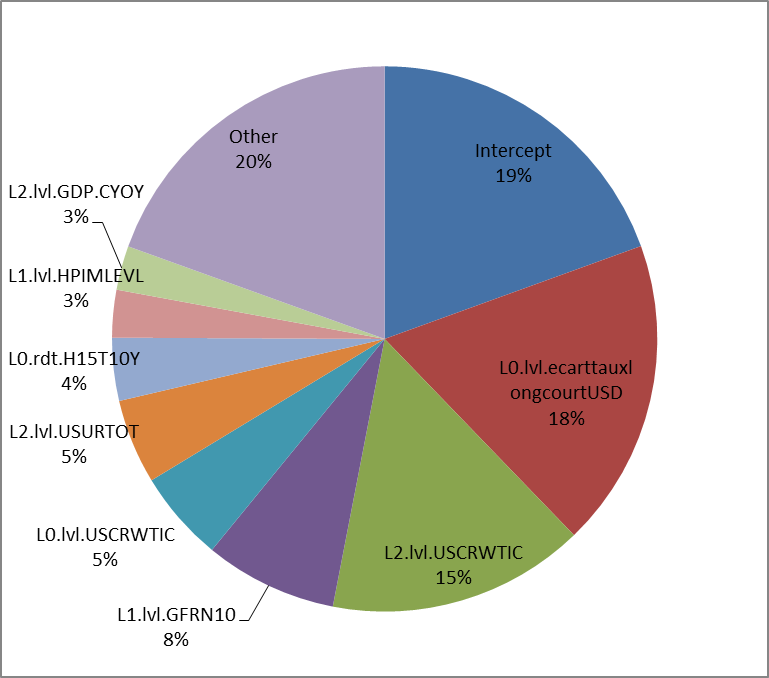 Other
20%
Intercept
19%
L2.lvl.GDP.CYOY
3%
L1.lvl.HPIMLEVL
3%
L0.rdt.H15T10Y
4%
L0.lvl.ecarttauxl
ongcourtUSD
18%
L2.lvl.USURTOT
5%
L0.lvl.USCRWTIC
5%
L2.lvl.USCRWTIC
15%
L1.lvl.GFRN10
8%